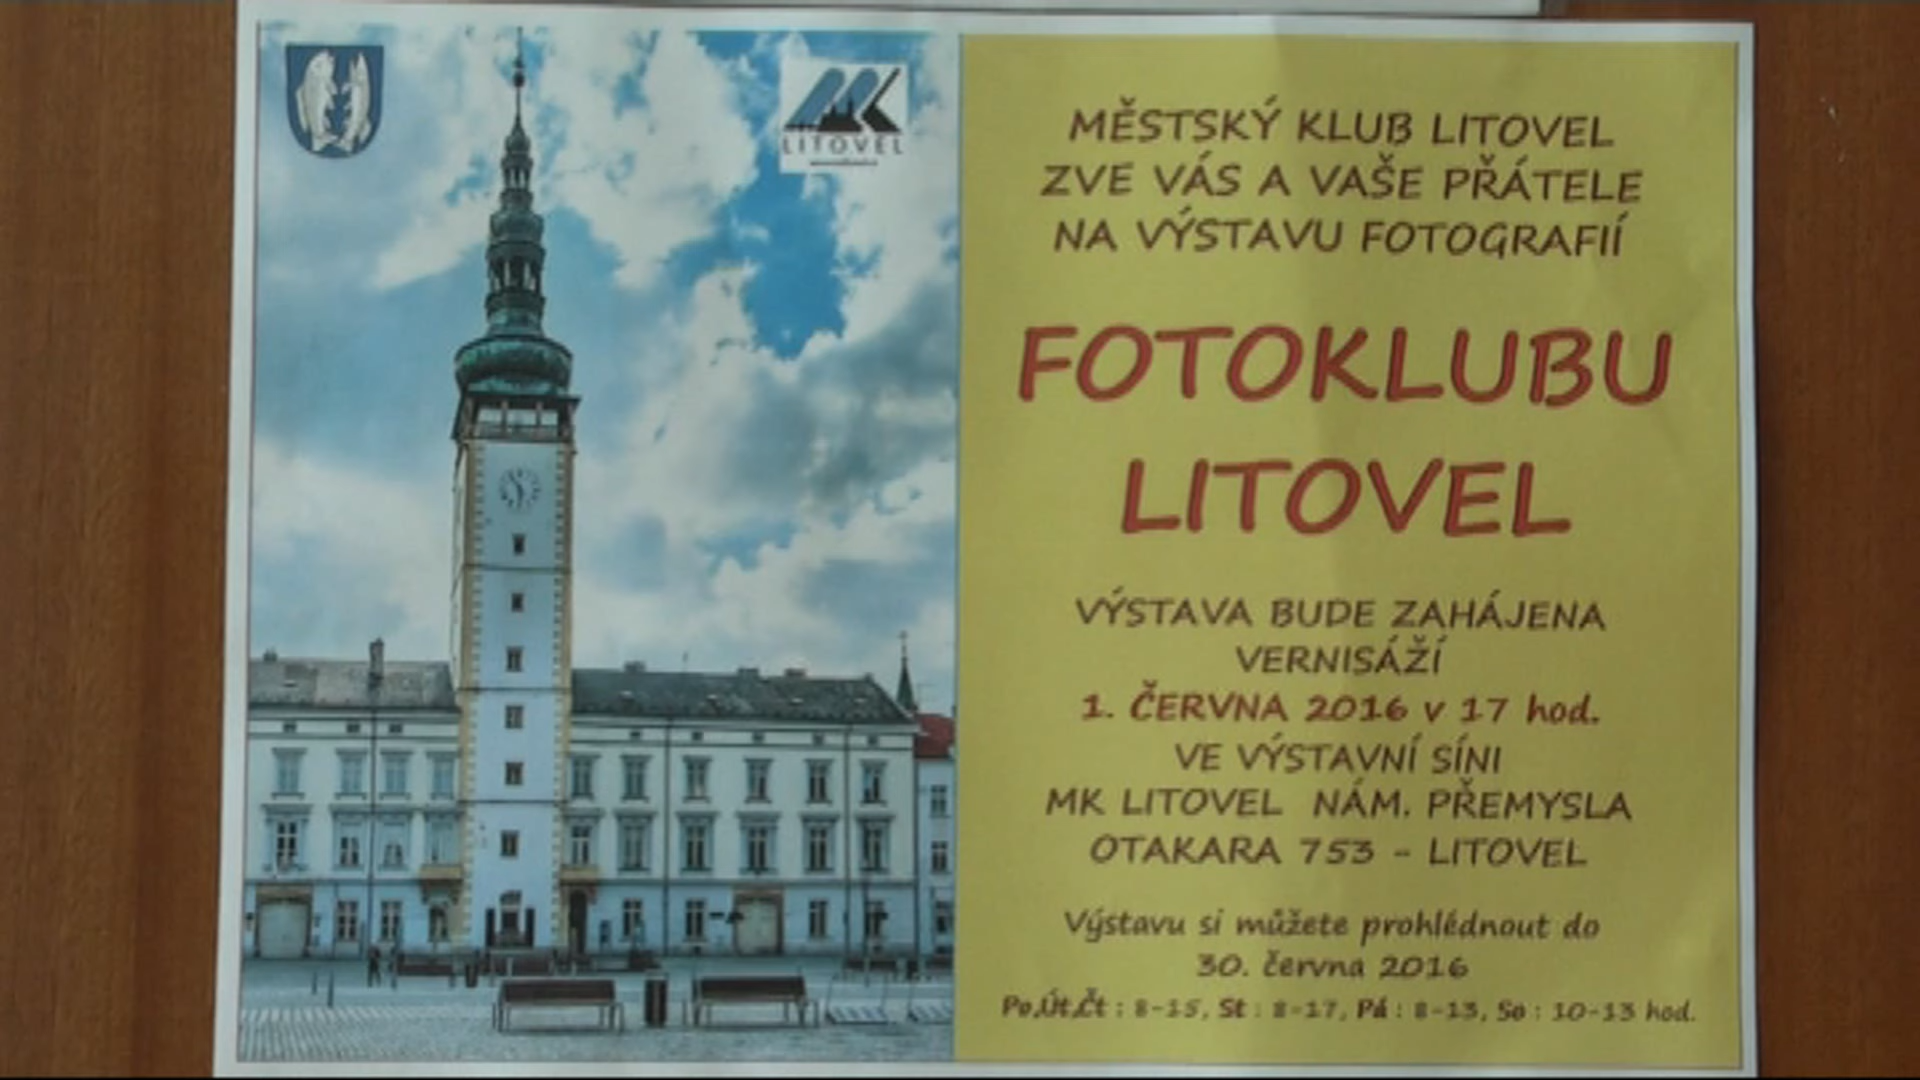 MK
LITOVEL
MĚSTSKÝ KLUB LITOVEL
ZVE VÁS A VAŠE PŘÁTELE
NA VÝSTAVU FOTOGRAFIÍ
FOTOKLUBU
LITOVEL
VÝSTAVA BUDE ZAHÁJENA
VERNISÁŽÍ
1. ČERVNA 2016 v 17 hod.
VE VÝSTAVNÍ SÍNI
MK LITOVEL NÁM. PŘEMYSLA
OTAKARA 753 - LITOVEL
Výstavu si můžete prohlédnout do
30. června 2016
Po,Út,Čt : 8-15, St : 8-17, Pá : 8-13, So : 10-13 hod.